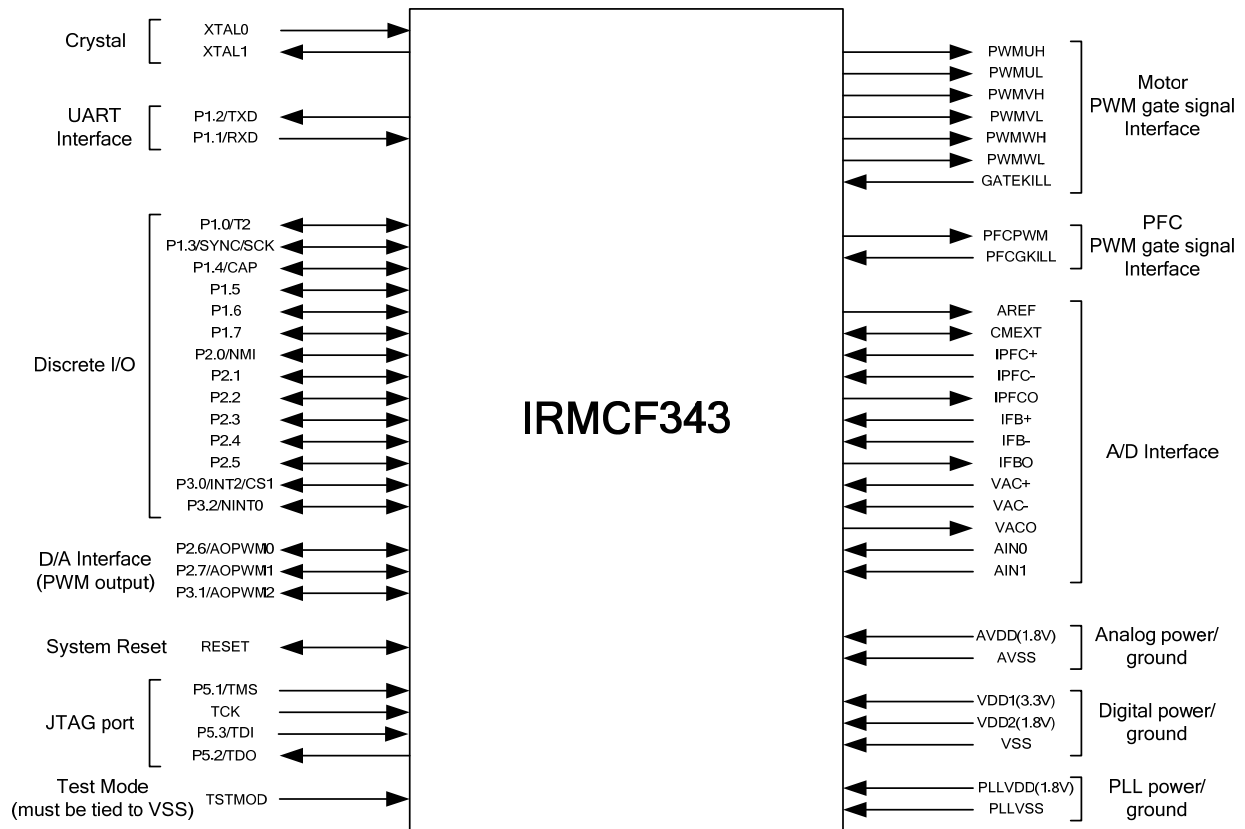 Crystal
XTAL0
XTAL1
UART
Interface
P1.2/TXD
P1.1/RXD
Discrete I/O
P1.0/T2
P1.3/SYNC/SCK
P1.4/CAP
P1.5
P1.6
P1.7
P2.0/NMI
P2.1
P2.2
P2.3
P2.4
P2.5
P3.0/INT2/CS1
P3.2/NINT0
D/A Interface
(PWM output)
P2.6/AOPWM0
P2.7/AOPWM1
P3.1/AOPWM2
System Reset
RESET
JTAG port
P5.1/TMS
TCK
P5.3/TDI
P5.2/TDO
Test Mode
(must be tied to VSS)
TSTMOD
IRMCF343
PWMUH
PWMUL
PWMVH
PWMVL
PWMWH
PWMWL
GATEKILL
Motor
PWM gate signal
Interface
PFCPWM
PFCGKILL
PFC
PWM gate signal
Interface
AREF
CMEXT
IPFC+
IPFC-
IPFCO
IFB+
IFB-
IFBO
VAC+
VAC-
VACO
AIN0
AIN1
A/D Interface
AVDD(1.8V)
AVSS
Analog power/
ground
VDD1(3.3V)
VDD2(1.8V)
VSS
Digital power/
ground
PLLVDD(1.8V)
PLLVSS
PLL power/
ground